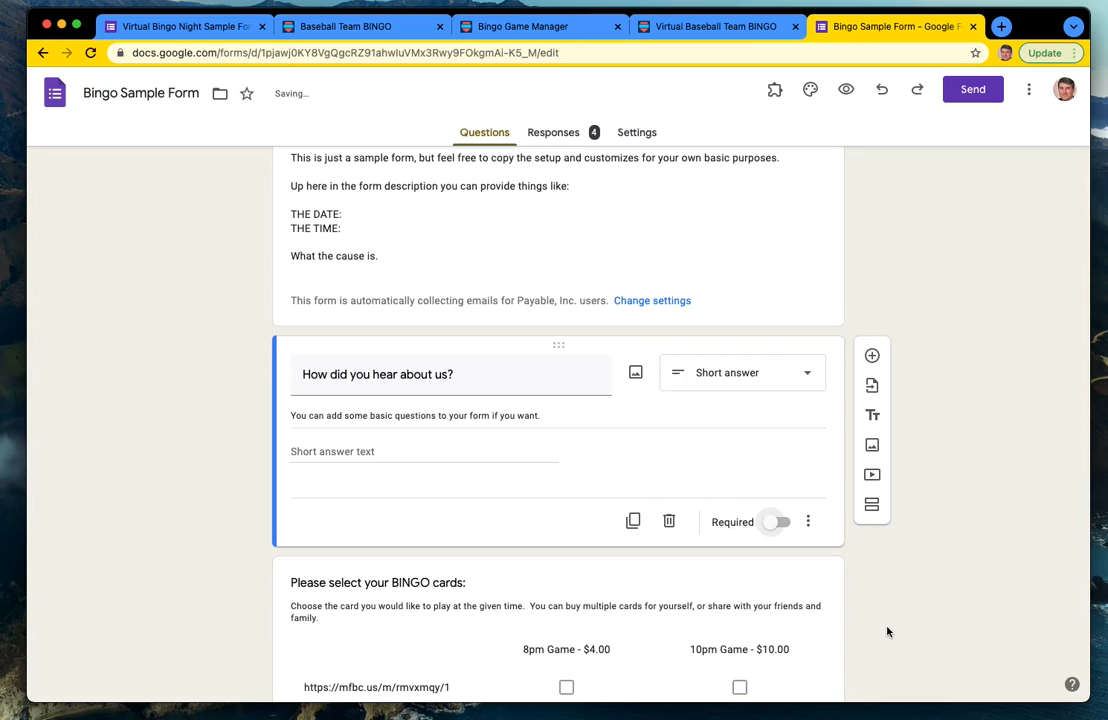 Virtual Bingo Night Sample For
Baseball Team BINGO
Bingo Game Manager
Virtual Baseball Team BINGO
Bingo Sample Form - Google F
docs.google.com/forms/d/1pjawj0KY8VgQgcRZ91ahwIuVMx3Rwy9FOkgmAi-K5_M/edit
Update
Bingo Sample Form
Saving...
Send
Questions
Responses 4
Settings
This is just a sample form, but feel free to copy the setup and customizes for your own basic purposes.
Up here in the form description you can provide things like:
THE DATE:
THE TIME:
What the cause is.
This form is automatically collecting emails for Payable, Inc. users. Change settings
How did you hear about us?
Short answer
You can add some basic questions to your form if you want.
Short answer text
Required
Please select your BINGO cards:
Choose the card you would like to play at the given time. You can buy multiple cards for yourself, or share with your friends and
family.
8pm Game - $4.00
10pm Game - $10.00
https://mfbc.us/m/rmvxmqy/1